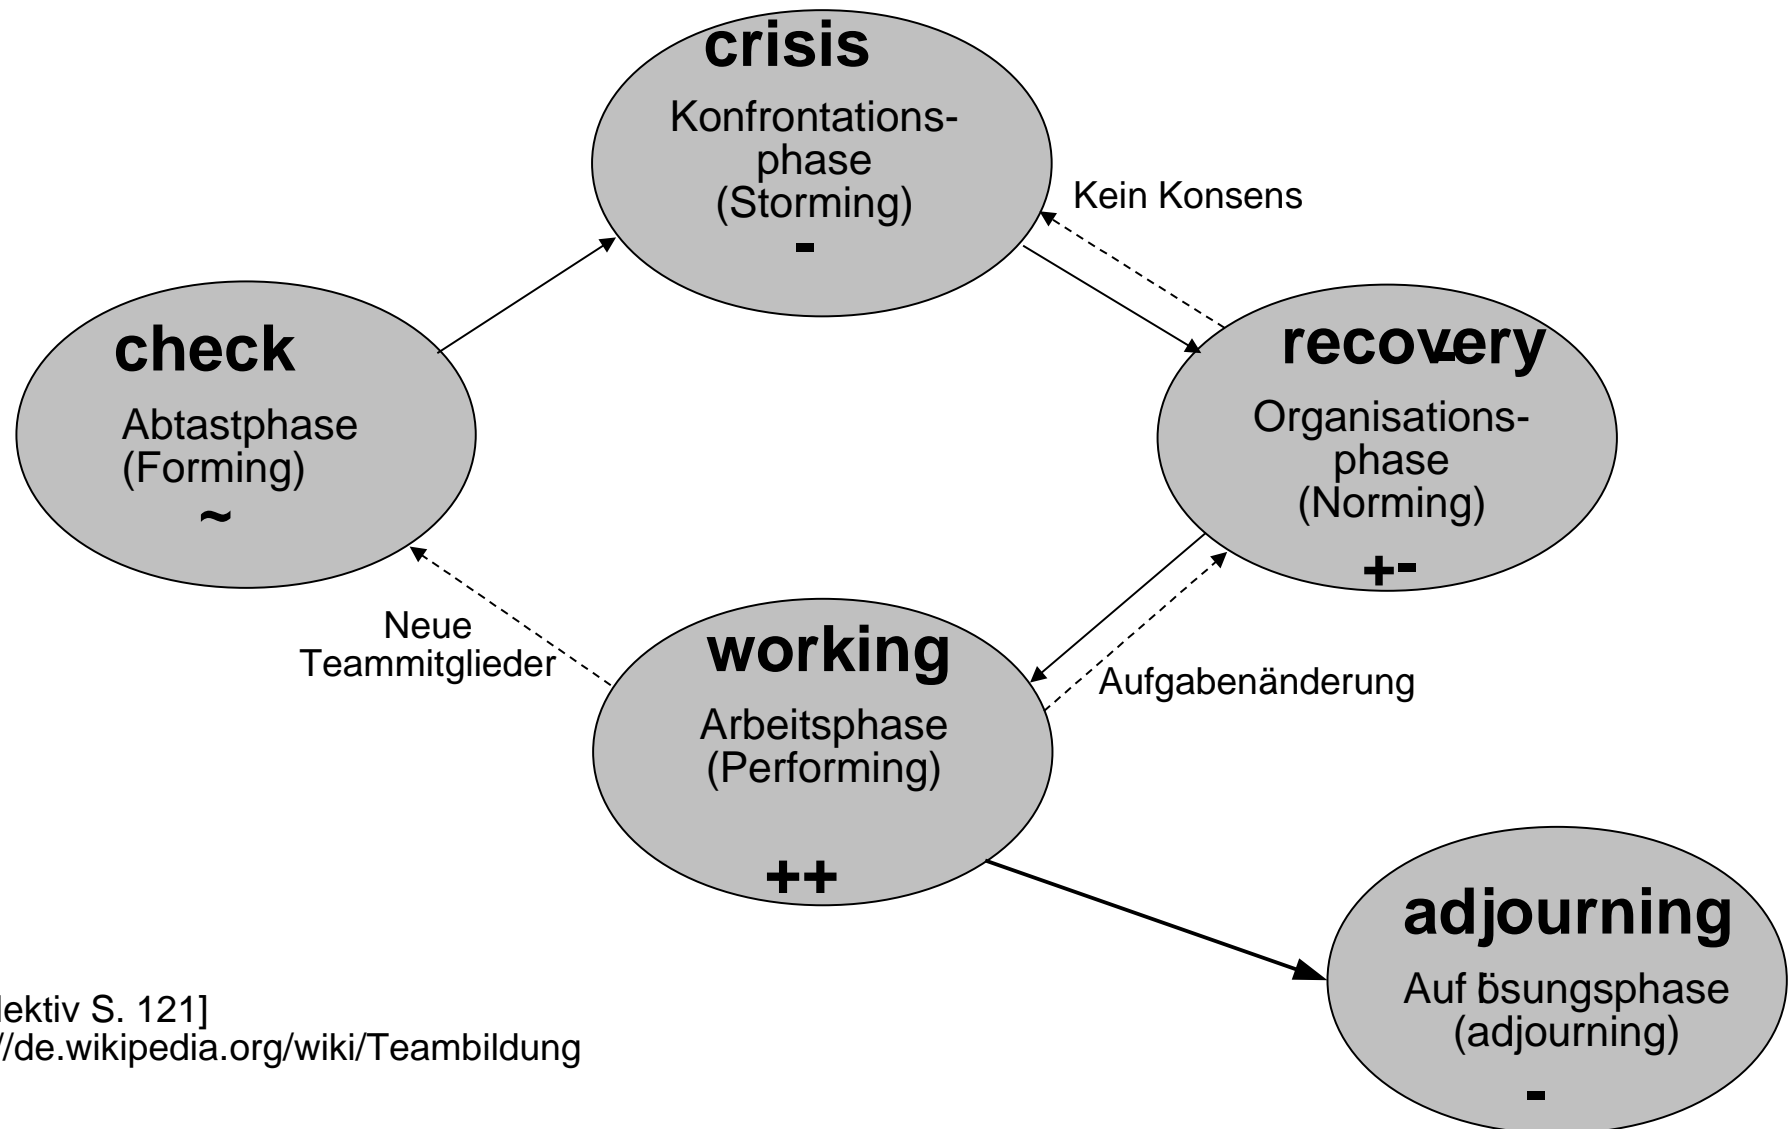 crisis
Konfrontations-
phase
(Storming)
-
Kein Konsens
check
Abtastphase
(Forming)
~
recovery
-
Organisations-
phase
(Norming)
+-
Neue
Teammitglieder
working
Arbeitsphase
(Performing)
++
Aufgabenänderung
adjourning
Auflösungsphase
(adjourning)
-
lektiv S. 121]
//de.wikipedia.org/wiki/Teambildung